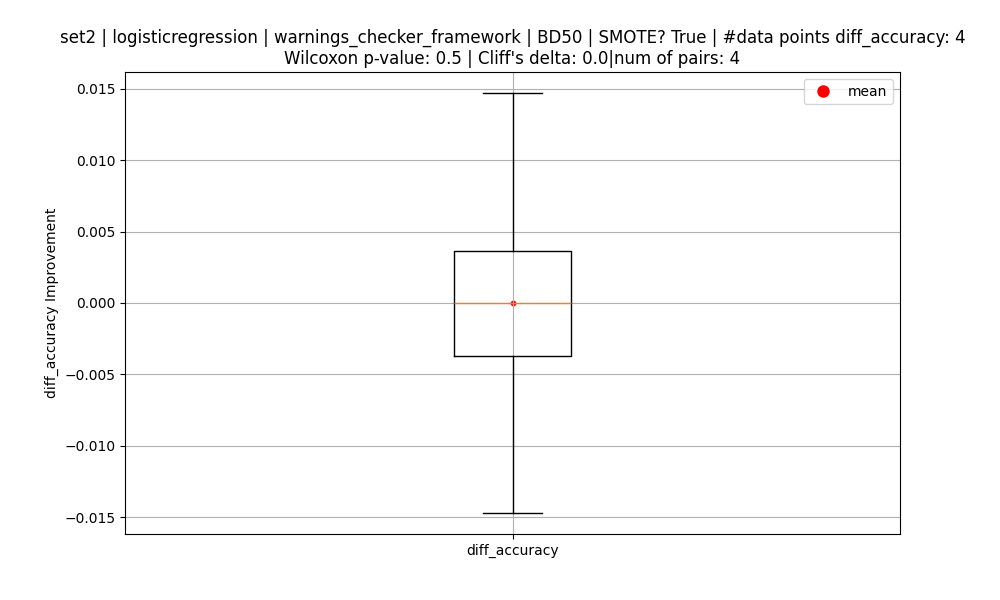 set2 | logisticregression | warnings_checker_framework | BD50 | SMOTE? True | #data points diff_accuracy: 4
Wilcoxon p-value: 0.5 | Cliff's delta: 0.0|num of pairs: 4
mean
0.015
0.010
0.005
0.000
−0.005
−0.010
−0.015
diff_accuracy Improvement
diff_accuracy